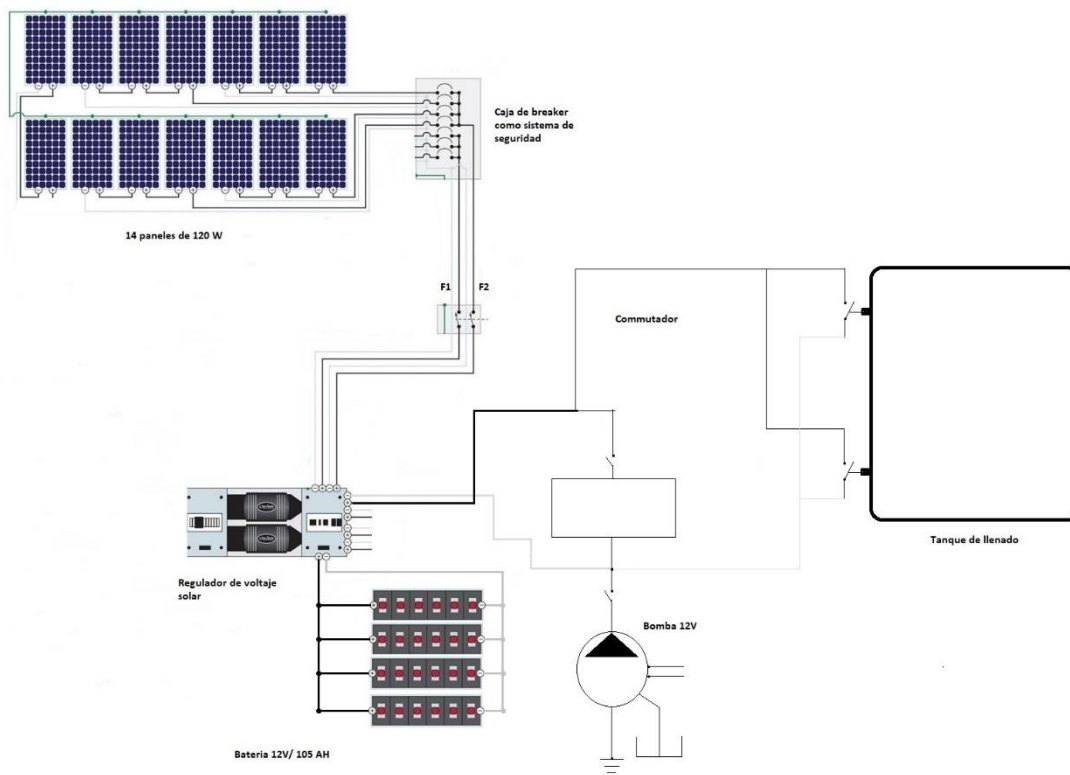 Caja de breaker
como sistema de
seguridad
14 paneles de 120 W
F1 F2
Commutador
Tanque de llenado
Regulador de voltaje
solar
Bomba 12V
Bateria 12V/ 105 AH